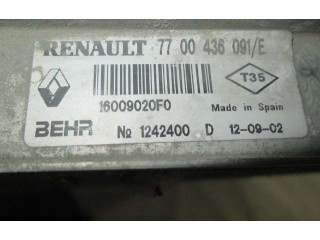 RENAULT 77 00 436 091/E
T35
16009020F0
Made in Spain
BEHR № 1242400 D 12-09-02